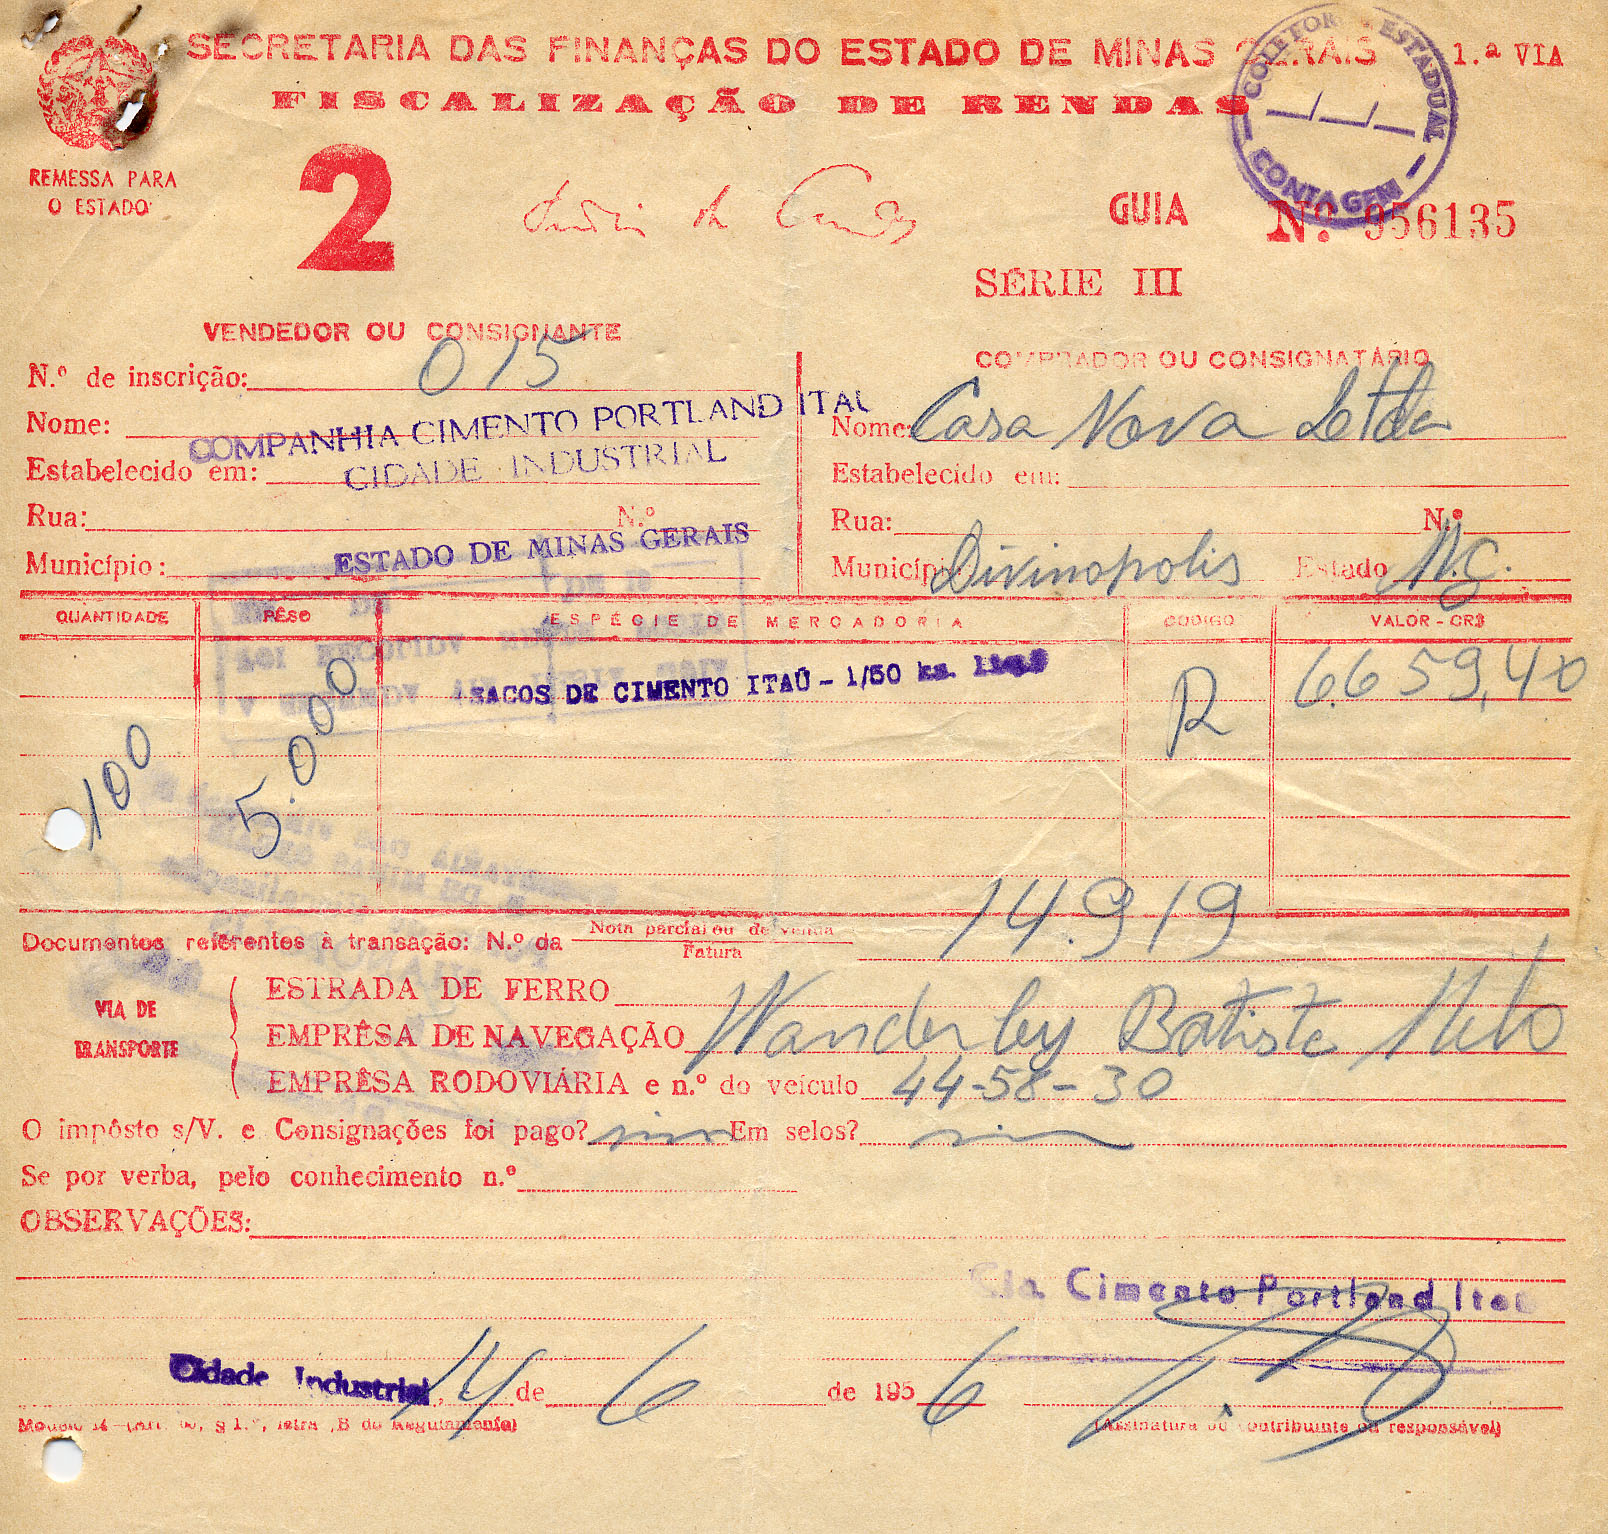 SECRETARIA DAS FINANÇAS DO ESTADO DE MINAS GERAIS 1.ª VIA
FISCALIZAÇÃO DE RENDAS
COLETOR ESTADUAL
CONTAGEM
REMESSA PARA
O ESTADO
2
GUIA Nº. 956135
SÉRIE III
VENDEDOR OU CONSIGNANTE
N.º de inscrição: 015
Nome: COMPANHIA CIMENTO PORTLAND ITAU
Estabelecido em: CIDADE INDUSTRIAL
Rua: N.º
Município: ESTADO DE MINAS GERAIS
COMPRADOR OU CONSIGNATÁRIO
Nome: Casa Nova Ltda
Estabelecido em:
Rua: N.º
Município Divinopolis Estado M.G.
QUANTIDADE PÊSO ESPÉCIE DE MERCADORIA CODIGO VALOR - CR$
100 5.000 SACOS DE CIMENTO ITAÚ - 1/50 ks. R 6.659,40
Documentos referentes à transação: N.º da Nota parcial ou de venda 14.919
Fatura
VIA DE
TRANSPORTE
ESTRADA DE FERRO
EMPRÊSA DE NAVEGAÇÃO Wanderley Batista Neto
EMPRÊSA RODOVIÁRIA e n.º do veículo 44-58-30
O impôsto s/V. e Consignações foi pago? sim Em selos? sim
Se por verba, pelo conhecimento n.º
OBSERVAÇÕES:
Cia Cimento Portland Itaú
Cidade Industrial, 14 de 6 de 1956
(Assinatura do contribuinte ou responsável)